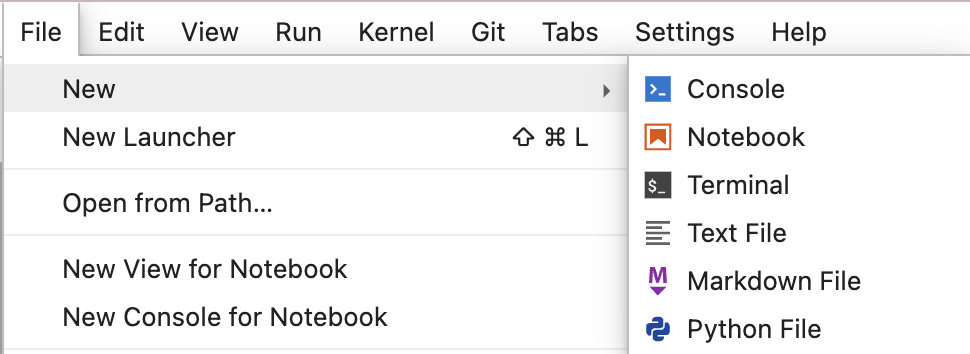 File Edit View Run Kernel Git Tabs Settings Help
New
New Launcher ⇧ ⌘ L
Open from Path...
New View for Notebook
New Console for Notebook
Console
Notebook
$_ Terminal
Text File
M Markdown File
Python File